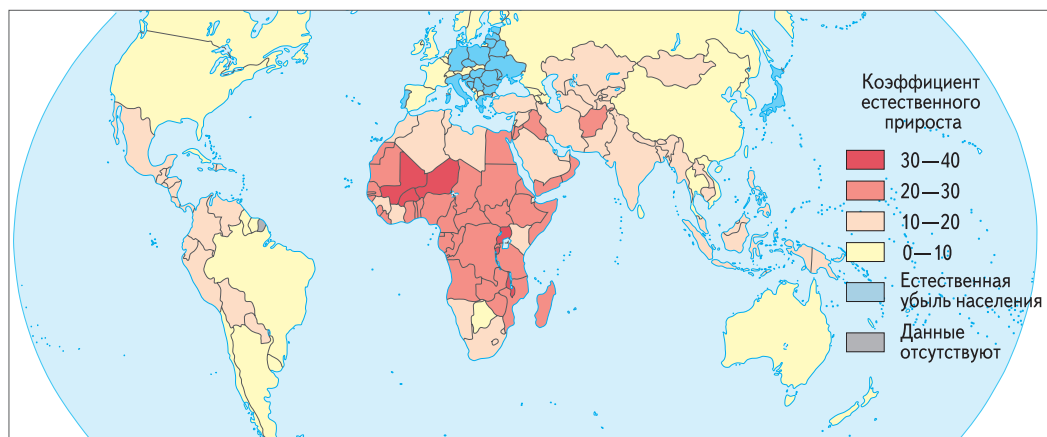 Коэффициент
естественного
прироста
30—40
20—30
10—20
0—10
Естественная
убыль населения
Данные
отсутствуют